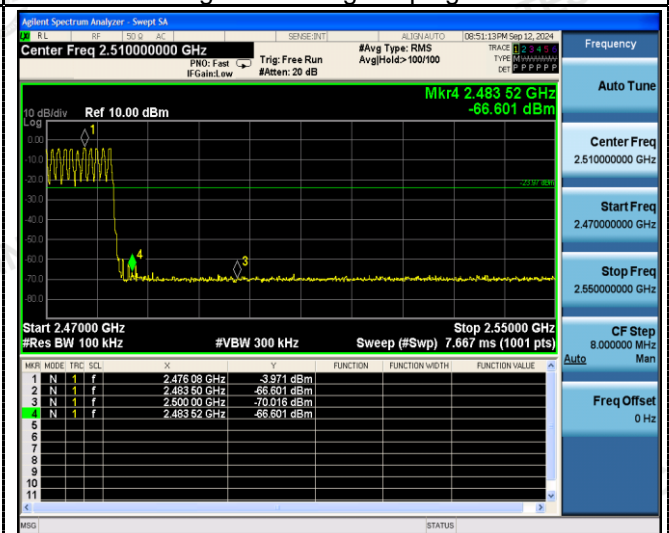 Agilent Spectrum Analyzer - Swept SA
RL RF 50 Ω AC SENSE:INT ALIGN AUTO 08:51:13PM Sep 12, 2024
Center Freq 2.510000000 GHz
PNO: Fast
IFGain:Low
Trig: Free Run
#Atten: 20 dB
#Avg Type: RMS
Avg|Hold:>100/100
TRACE 1 2 3 4 5 6
TYPE M
DET P P P P P P
Mkr4 2.483 52 GHz
-66.601 dBm
10 dB/div Ref 10.00 dBm
Log
0.00
-10.0
-20.0
-30.0
-40.0
-50.0
-60.0
-70.0
-80.0
1
4
3
-23.97 dBm
Start 2.47000 GHz Stop 2.55000 GHz
#Res BW 100 kHz #VBW 300 kHz Sweep (#Swp) 7.667 ms (1001 pts)
MKR MODE TRC SCL X Y FUNCTION FUNCTION WIDTH FUNCTION VALUE
1 N 1 f 2.476 08 GHz -3.971 dBm
2 N 1 f 2.483 50 GHz -66.601 dBm
3 N 1 f 2.500 00 GHz -70.016 dBm
4 N 1 f 2.483 52 GHz -66.601 dBm
5
6
7
8
9
10
11
MSG STATUS
Frequency
Auto Tune
Center Freq
2.510000000 GHz
Start Freq
2.470000000 GHz
Stop Freq
2.550000000 GHz
CF Step
8.000000 MHz
Auto Man
Freq Offset
0 Hz